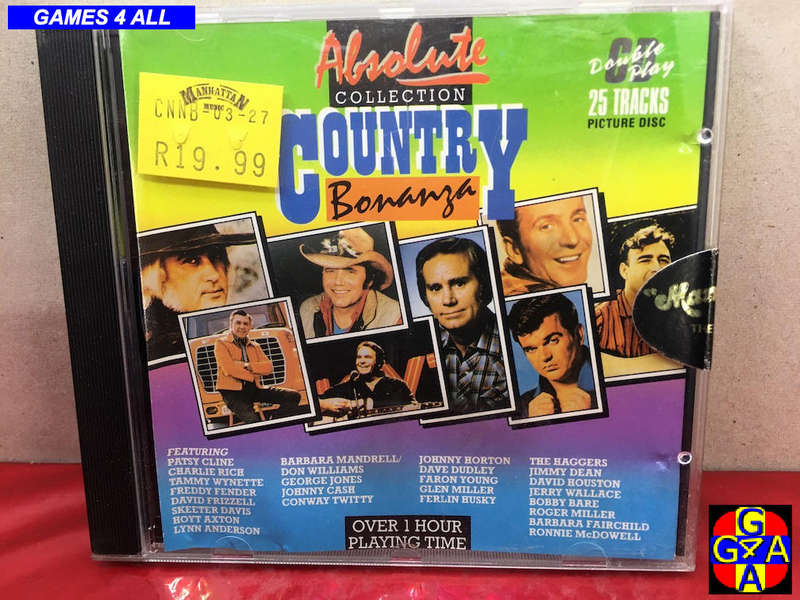 GAMES 4 ALL
Absolute
COLLECTION
COUNTRY
Bonanza
CD
Double
Play
25 TRACKS
PICTURE DISC
MANHATTAN
MUSIC
CNNB-03-27
R19.99
THE
FEATURING
PATSY CLINE
CHARLIE RICH
TAMMY WYNETTE
FREDDY FENDER
DAVID FRIZZELL
SKEETER DAVIS
HOYT AXTON
LYNN ANDERSON
BARBARA MANDRELL/
DON WILLIAMS
GEORGE JONES
JOHNNY CASH
CONWAY TWITTY
JOHNNY HORTON
DAVE DUDLEY
FARON YOUNG
GLEN MILLER
FERLIN HUSKY
THE HAGGERS
JIMMY DEAN
DAVID HOUSTON
JERRY WALLACE
BOBBY BARE
ROGER MILLER
BARBARA FAIRCHILD
RONNIE McDOWELL
OVER 1 HOUR
PLAYING TIME
G
G4A
A